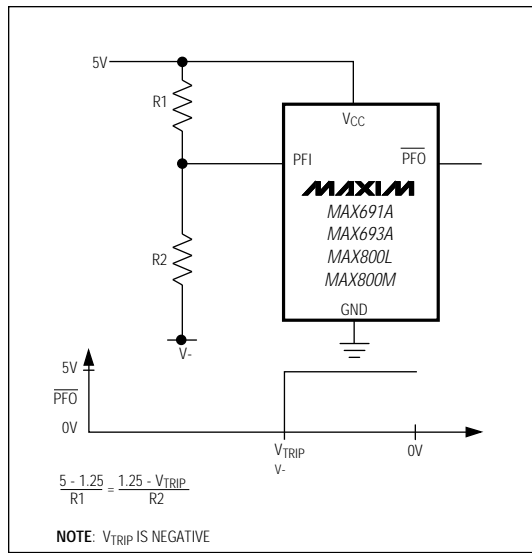 5V
R1
VCC
PFI
PFO
MAXIM
MAX691A
MAX693A
R2
MAX800L
MAX800M
GND
V-
5V
PFO
0V
VTRIP
0V
V-
5 - 1.25 = 1.25 - VTRIP
R1 R2
NOTE: VTRIP IS NEGATIVE